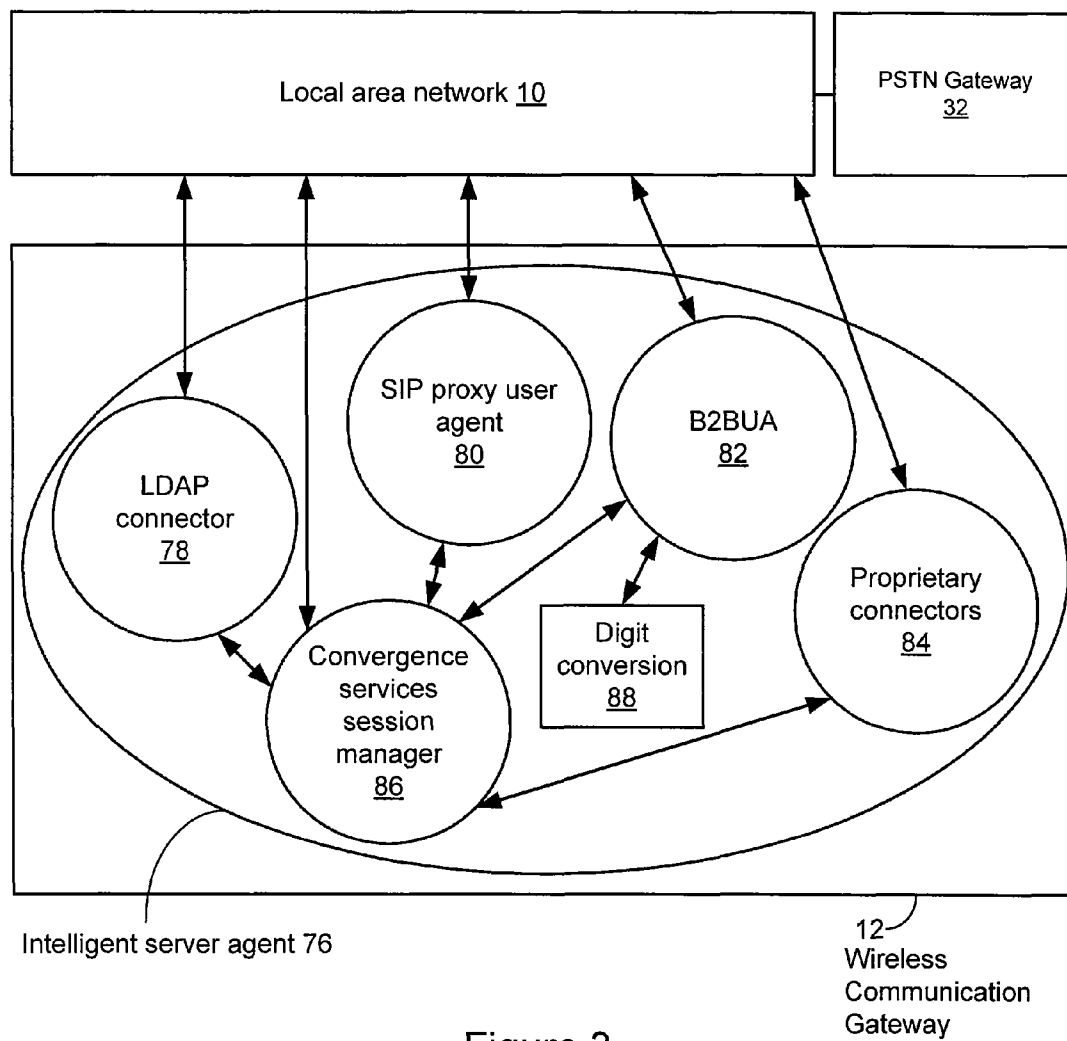 Local area network 10
PSTN Gateway
32
SIP proxy user
agent
80
B2BUA
82
LDAP
connector
78
Proprietary
connectors
84
Digit
conversion
88
Convergence
services
session
manager
86
Intelligent server agent 76
12
Wireless
Communication
Gateway